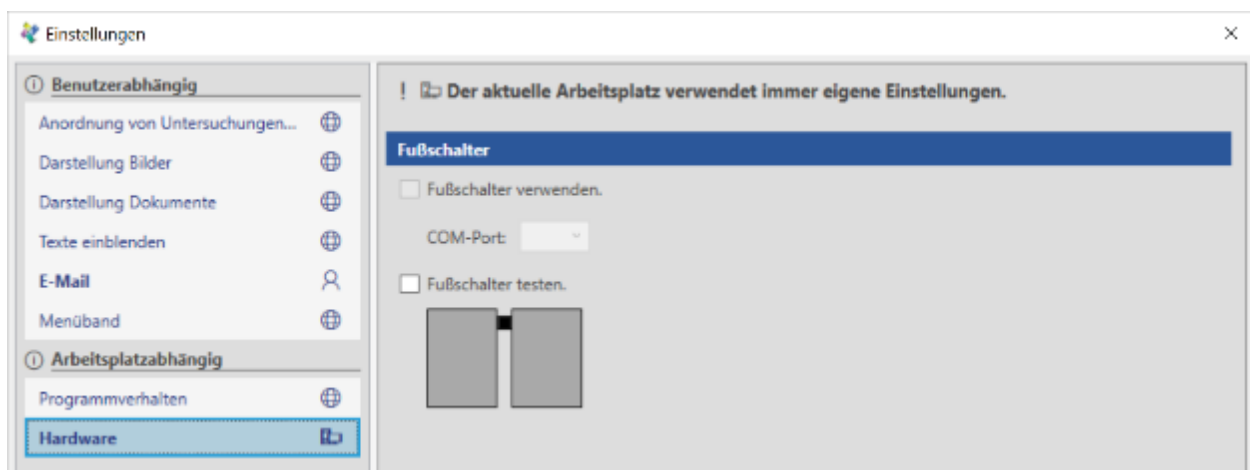 Einstellungen
Benutzerabhängig
Anordnung von Untersuchungen...
Darstellung Bilder
Darstellung Dokumente
Texte einblenden
E-Mail
Menüband
Arbeitsplatzabhängig
Programmverhalten
Hardware
! Der aktuelle Arbeitsplatz verwendet immer eigene Einstellungen.
Fußschalter
Fußschalter verwenden.
COM-Port:
Fußschalter testen.